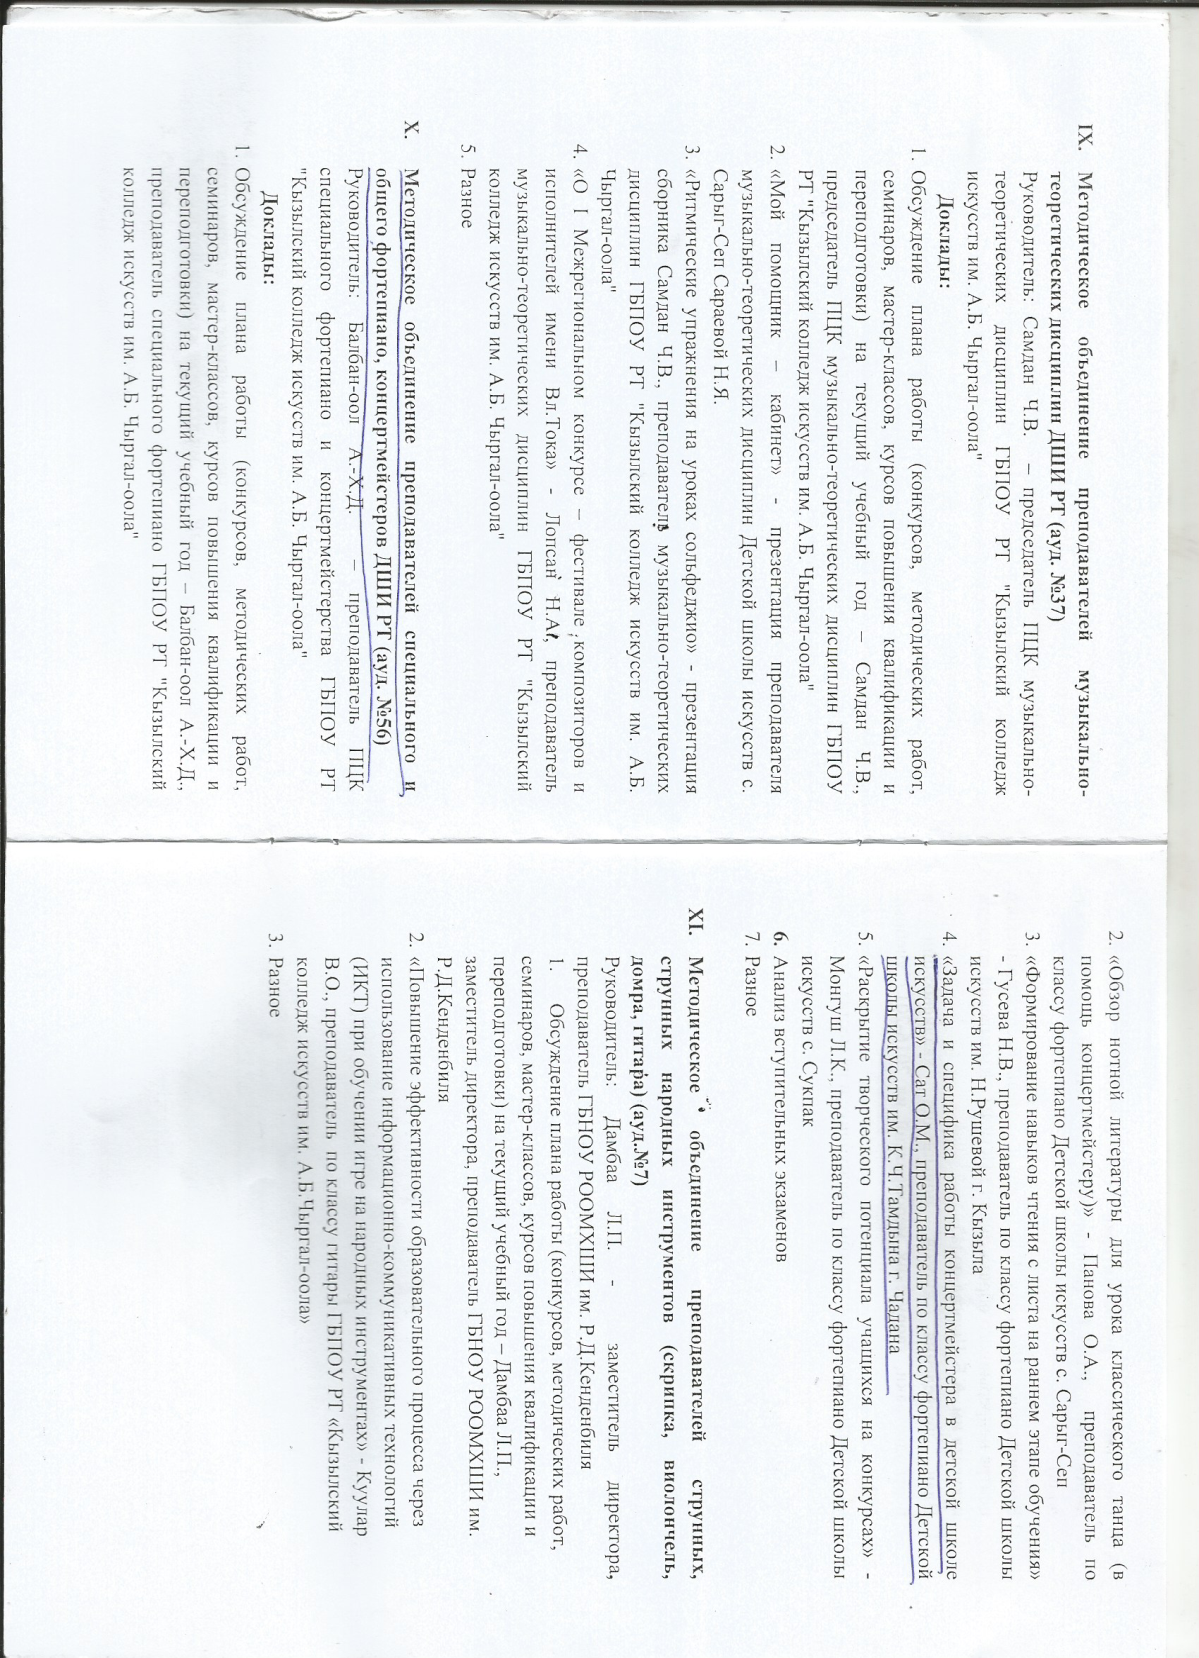 IX. Методическое объединение преподавателей музыкально-
теоретических дисциплин ДШИ РТ (ауд. №37)
Руководитель: Самдан Ч.В. – председатель ПЦК музыкально-
теоретических дисциплин ГБПОУ РТ "Кызылский колледж
искусств им. А.Б. Чыргал-оола"
Доклады:
1. Обсуждение плана работы (конкурсов, методических работ,
семинаров, мастер-классов, курсов повышения квалификации и
переподготовки) на текущий учебный год – Самдан Ч.В.,
председатель ПЦК музыкально-теоретических дисциплин ГБПОУ
РТ "Кызылский колледж искусств им. А.Б. Чыргал-оола"
2. «Мой помощник – кабинет» - презентация преподавателя
музыкально-теоретических дисциплин Детской школы искусств с.
Сарыг-Сеп Сараевой Н.Я.
3. «Ритмические упражнения на уроках сольфеджио» - презентация
сборника Самдан Ч.В., преподаватель музыкально-теоретических
дисциплин ГБПОУ РТ "Кызылский колледж искусств им. А.Б.
Чыргал-оола"
4. «О I Межрегиональном конкурсе – фестивале композиторов и
исполнителей имени Вл.Тока» - Лопсан Н.А., преподаватель
музыкально-теоретических дисциплин ГБПОУ РТ "Кызылский
колледж искусств им. А.Б. Чыргал-оола"
5. Разное
X. Методическое объединение преподавателей специального и
общего фортепиано, концертмейстеров ДШИ РТ (ауд. №56)
Руководитель: Балбан-оол А.-Х.Д. – преподаватель ПЦК
специального фортепиано и концертмейстерства ГБПОУ РТ
"Кызылский колледж искусств им. А.Б. Чыргал-оола"
Доклады:
1. Обсуждение плана работы (конкурсов, методических работ,
семинаров, мастер-классов, курсов повышения квалификации и
переподготовки) на текущий учебный год – Балбан-оол А.-Х.Д.,
преподаватель специального фортепиано ГБПОУ РТ "Кызылский
колледж искусств им. А.Б. Чыргал-оола"
2. «Обзор нотной литературы для урока классического танца (в
помощь концертмейстеру)» - Панова О.А., преподаватель по
классу фортепиано Детской школы искусств с. Сарыг-Сеп
3. «Формирование навыков чтения с листа на раннем этапе обучения»
- Гусева Н.В., преподаватель по классу фортепиано Детской школы
искусств им. Н.Рушевой г. Кызыла
4. «Задача и специфика работы концертмейстера в детской школе
искусств» - Сат О.М., преподаватель по классу фортепиано Детской
школы искусств им. К.Ч.Тамдына г. Чадана
5. «Раскрытие творческого потенциала учащихся на конкурсах» -
Монгуш Л.К., преподаватель по классу фортепиано Детской школы
искусств с. Сукпак
6. Анализ вступительных экзаменов
7. Разное
XI. Методическое объединение преподавателей струнных,
струнных народных инструментов (скрипка, виолончель,
домра, гитара) (ауд.№7)
Руководитель: Дамбаа Л.П. - заместитель директора,
преподаватель ГБНОУ РООМХШИ им. Р.Д.Кенденбиля
1. Обсуждение плана работы (конкурсов, методических работ,
семинаров, мастер-классов, курсов повышения квалификации и
переподготовки) на текущий учебный год – Дамбаа Л.П.,
заместитель директора, преподаватель ГБНОУ РООМХШИ им.
Р.Д.Кенденбиля
2. «Повышение эффективности образовательного процесса через
использование информационно-коммуникативных технологий
(ИКТ) при обучении игре на народных инструментах» - Куулар
В.О., преподаватель по классу гитары ГБПОУ РТ «Кызылский
колледж искусств им. А.Б.Чыргал-оола»
3. Разное